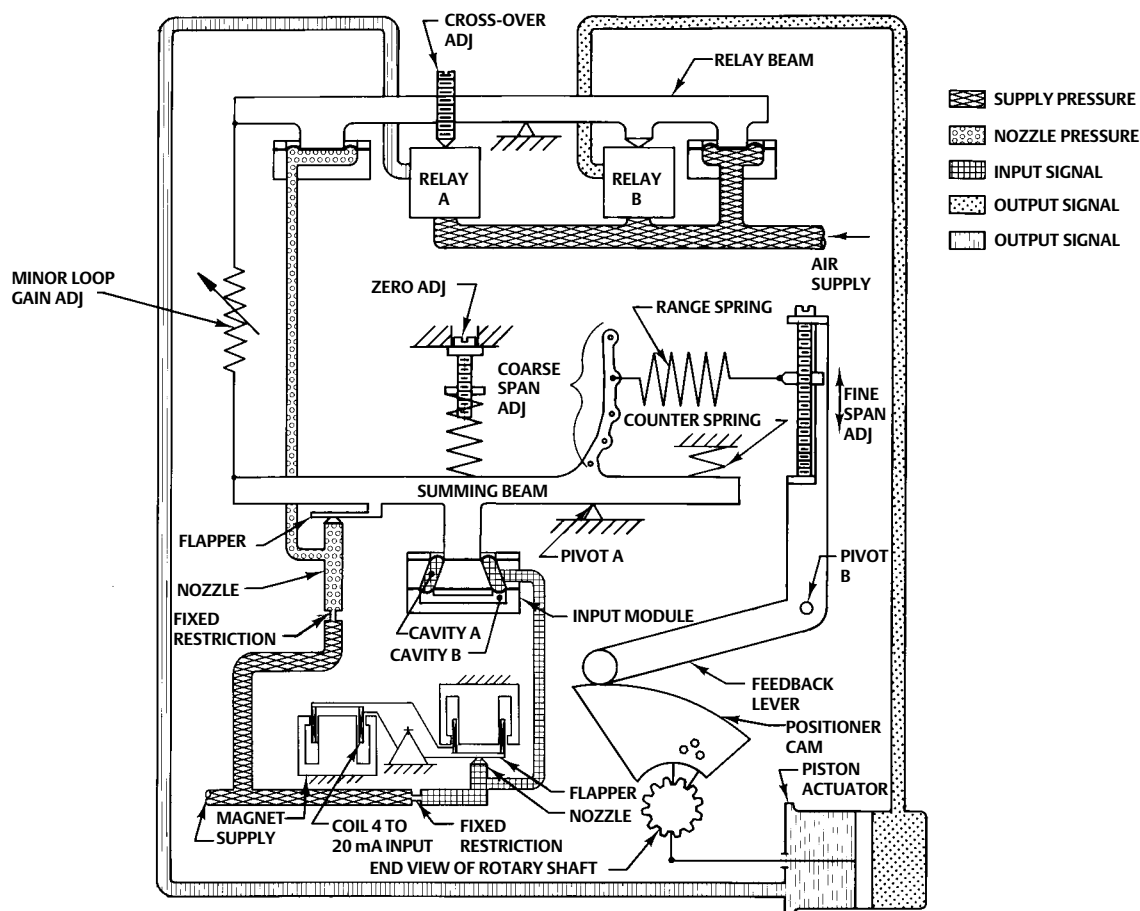 CROSS-OVER
ADJ
RELAY BEAM
SUPPLY PRESSURE
NOZZLE PRESSURE
INPUT SIGNAL
OUTPUT SIGNAL
OUTPUT SIGNAL
RELAY
A
RELAY
B
AIR
SUPPLY
MINOR LOOP
GAIN ADJ
ZERO ADJ
RANGE SPRING
COARSE
SPAN
ADJ
COUNTER SPRING
FINE
SPAN
ADJ
SUMMING BEAM
FLAPPER
PIVOT A
PIVOT
B
NOZZLE
INPUT MODULE
FIXED
RESTRICTION
CAVITY A
CAVITY B
FEEDBACK
LEVER
POSITIONER
CAM
PISTON
ACTUATOR
FLAPPER
NOZZLE
MAGNET
SUPPLY
COIL 4 TO
20 mA INPUT
FIXED
RESTRICTION
END VIEW OF ROTARY SHAFT